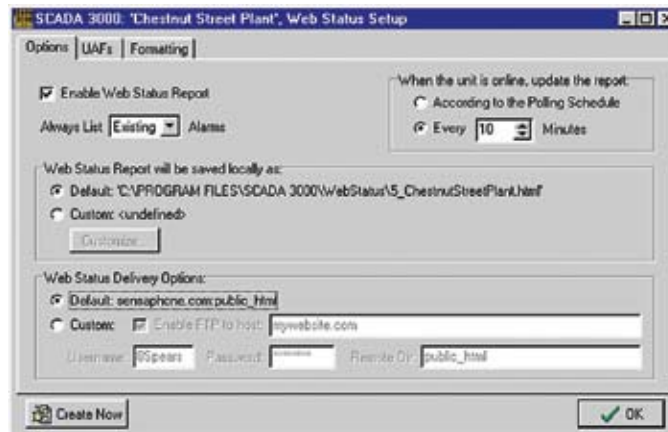 SCADA 3000: "Chestnut Street Plant", Web Status Setup
Options UAFs Formatting
Enable Web Status Report
Always List Existing Alarms
When the unit is online, update the report:
According to the Polling Schedule
Every 10 Minutes
Web Status Report will be saved locally as:
Default: 'C:\PROGRAM FILES\SCADA 3000\WebStatus\5_ChestnutStreetPlant.html'
Custom: <undefined>
Customize...
Web Status Delivery Options:
Default: sensaphone.com:public_html
Custom: Enable FTP to host: mywebsite.com
Username: BSpears Password: ******** Remote Dir: public_html
Create Now OK